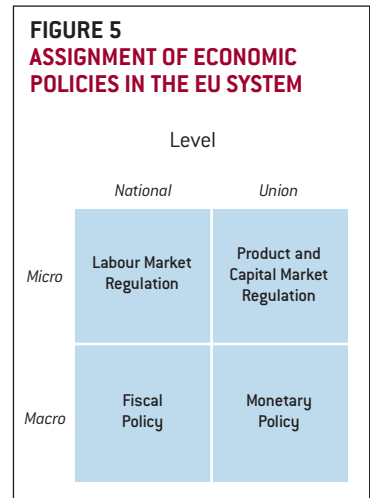 FIGURE 5
ASSIGNMENT OF ECONOMIC
POLICIES IN THE EU SYSTEM
Level
National Union
Micro
Labour Market
Regulation
Product and
Capital Market
Regulation
Macro
Fiscal
Policy
Monetary
Policy